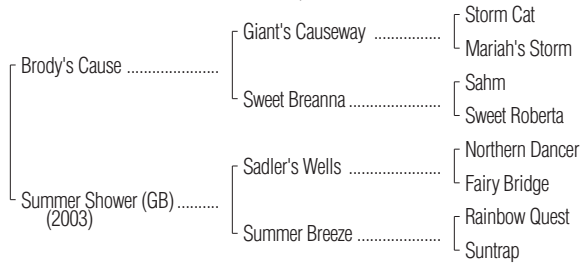 Storm Cat
Giant's Causeway ................
Mariah's Storm
Brody's Cause .......................
Sahm
Sweet Breanna .......................
Sweet Roberta
Northern Dancer
Sadler's Wells .......................
Fairy Bridge
Summer Shower (GB) ..........
(2003)
Rainbow Quest
Summer Breeze .....................
Suntrap